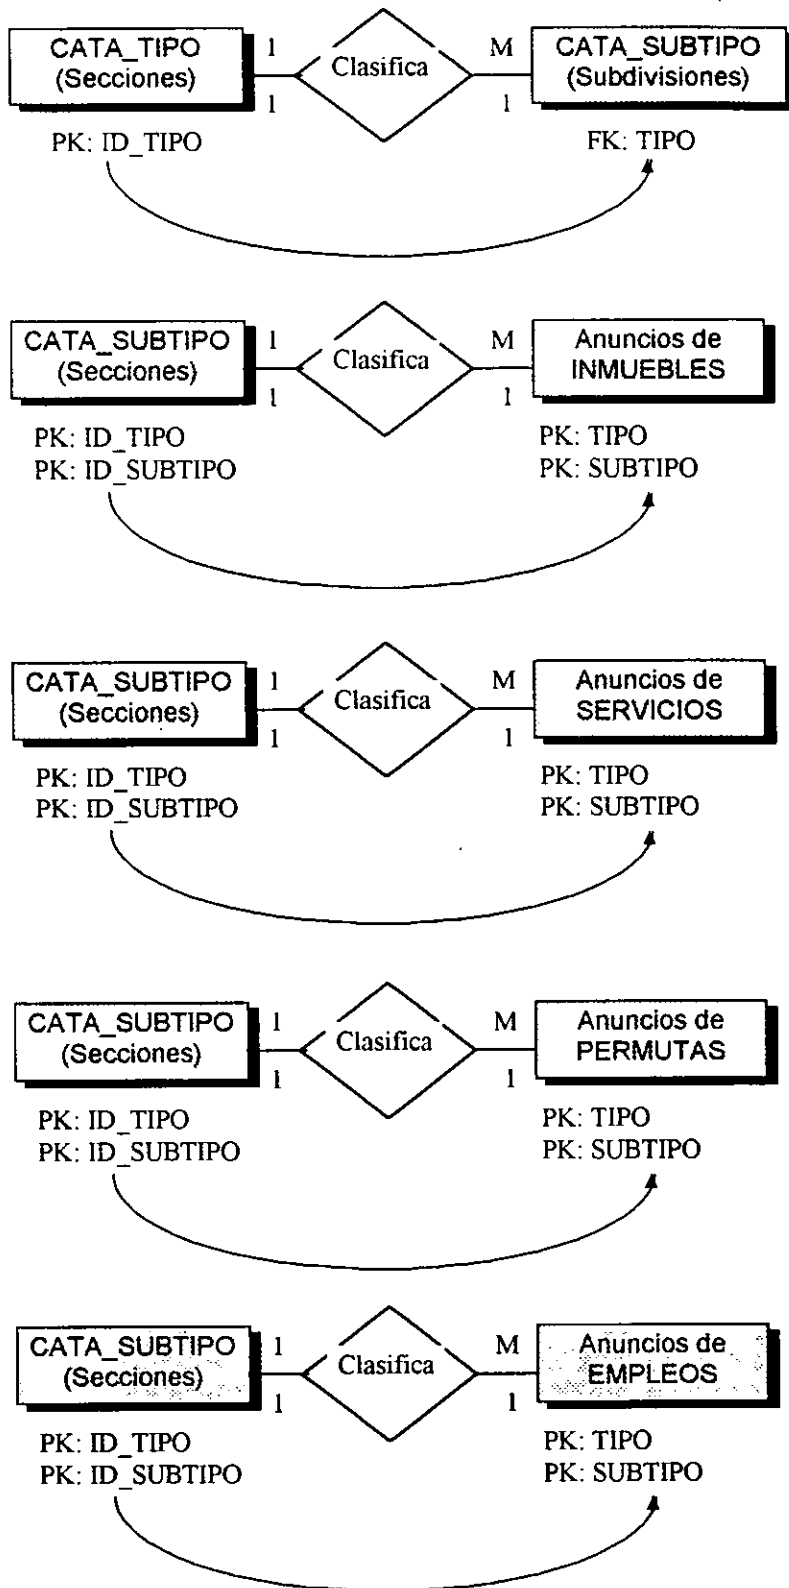 CATA_TIPO
(Secciones)
1
1
Clasifica
M
1
CATA_SUBTIPO
(Subdivisiones)
PK: ID_TIPO
FK: TIPO
CATA_SUBTIPO
(Secciones)
1
1
Clasifica
M
1
Anuncios de
INMUEBLES
PK: ID_TIPO
PK: ID_SUBTIPO
PK: TIPO
PK: SUBTIPO
CATA_SUBTIPO
(Secciones)
1
1
Clasifica
M
1
Anuncios de
SERVICIOS
PK: ID_TIPO
PK: ID_SUBTIPO
PK: TIPO
PK: SUBTIPO
CATA_SUBTIPO
(Secciones)
1
1
Clasifica
M
1
Anuncios de
PERMUTAS
PK: ID_TIPO
PK: ID_SUBTIPO
PK: TIPO
PK: SUBTIPO
CATA_SUBTIPO
(Secciones)
1
1
Clasifica
M
1
Anuncios de
EMPLEOS
PK: ID_TIPO
PK: ID_SUBTIPO
PK: TIPO
PK: SUBTIPO